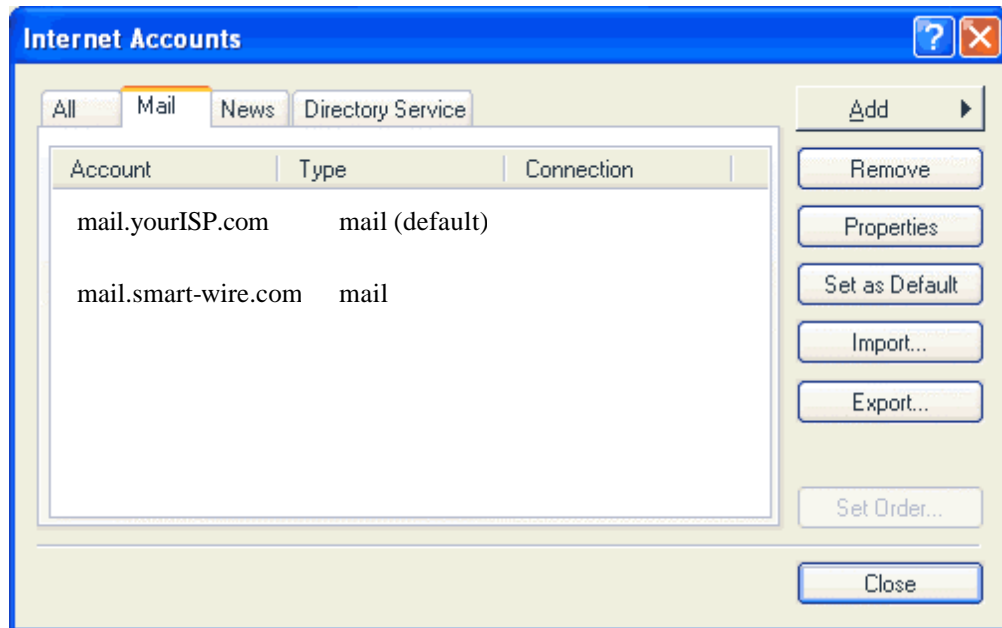 Internet Accounts
All Mail News Directory Service
Add
Account Type Connection
Remove
mail.yourISP.com mail (default)
Properties
Set as Default
mail.smart-wire.com mail
Import...
Export...
Set Order...
Close